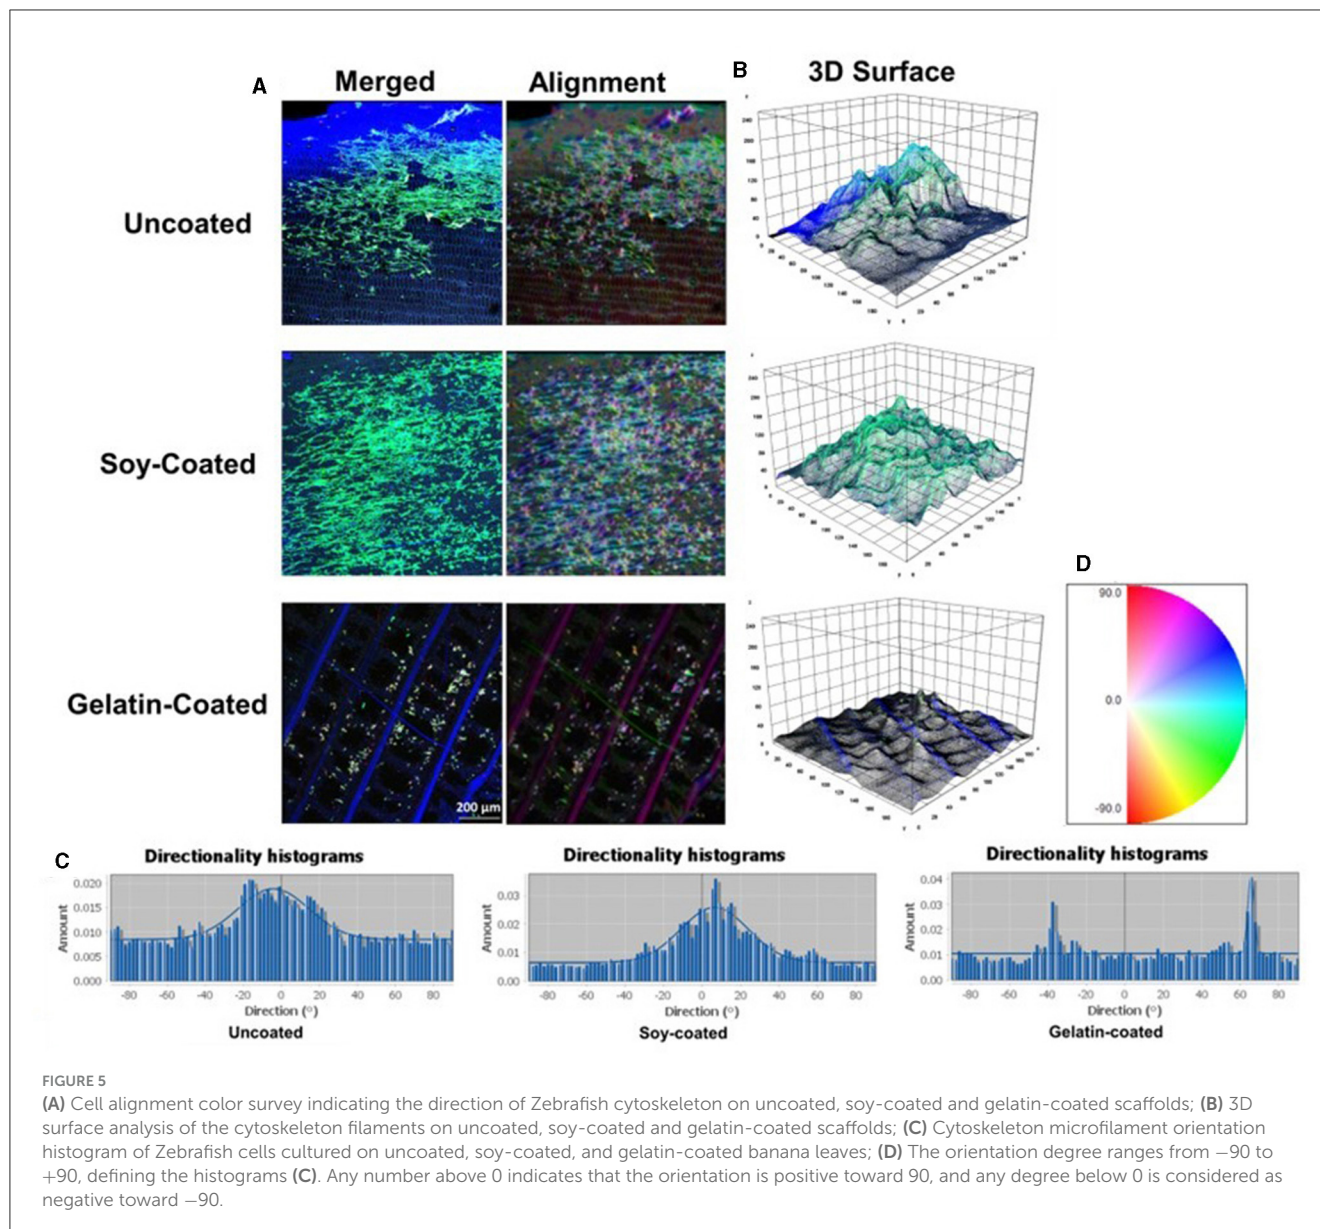 A
Merged
Alignment
B
3D Surface
Uncoated
Soy-Coated
Gelatin-Coated
200 µm
D
90.0
0.0
-90.0
C
Directionality histograms
Directionality histograms
Directionality histograms
Amount
0.020
0.015
0.010
0.005
0.000
-80 -60 -40 -20 0 20 40 60 80
Direction (°)
Uncoated
Amount
0.03
0.02
0.01
0.00
-80 -60 -40 -20 0 20 40 60 80
Direction (°)
Soy-coated
Amount
0.04
0.03
0.02
0.01
0.00
-80 -60 -40 -20 0 20 40 60 80
Direction (°)
Gelatin-coated
FIGURE 5
(A) Cell alignment color survey indicating the direction of Zebrafish cytoskeleton on uncoated, soy-coated and gelatin-coated scaffolds; (B) 3D
surface analysis of the cytoskeleton filaments on uncoated, soy-coated and gelatin-coated scaffolds; (C) Cytoskeleton microfilament orientation
histogram of Zebrafish cells cultured on uncoated, soy-coated, and gelatin-coated banana leaves; (D) The orientation degree ranges from −90 to
+90, defining the histograms (C). Any number above 0 indicates that the orientation is positive toward 90, and any degree below 0 is considered as
negative toward −90.